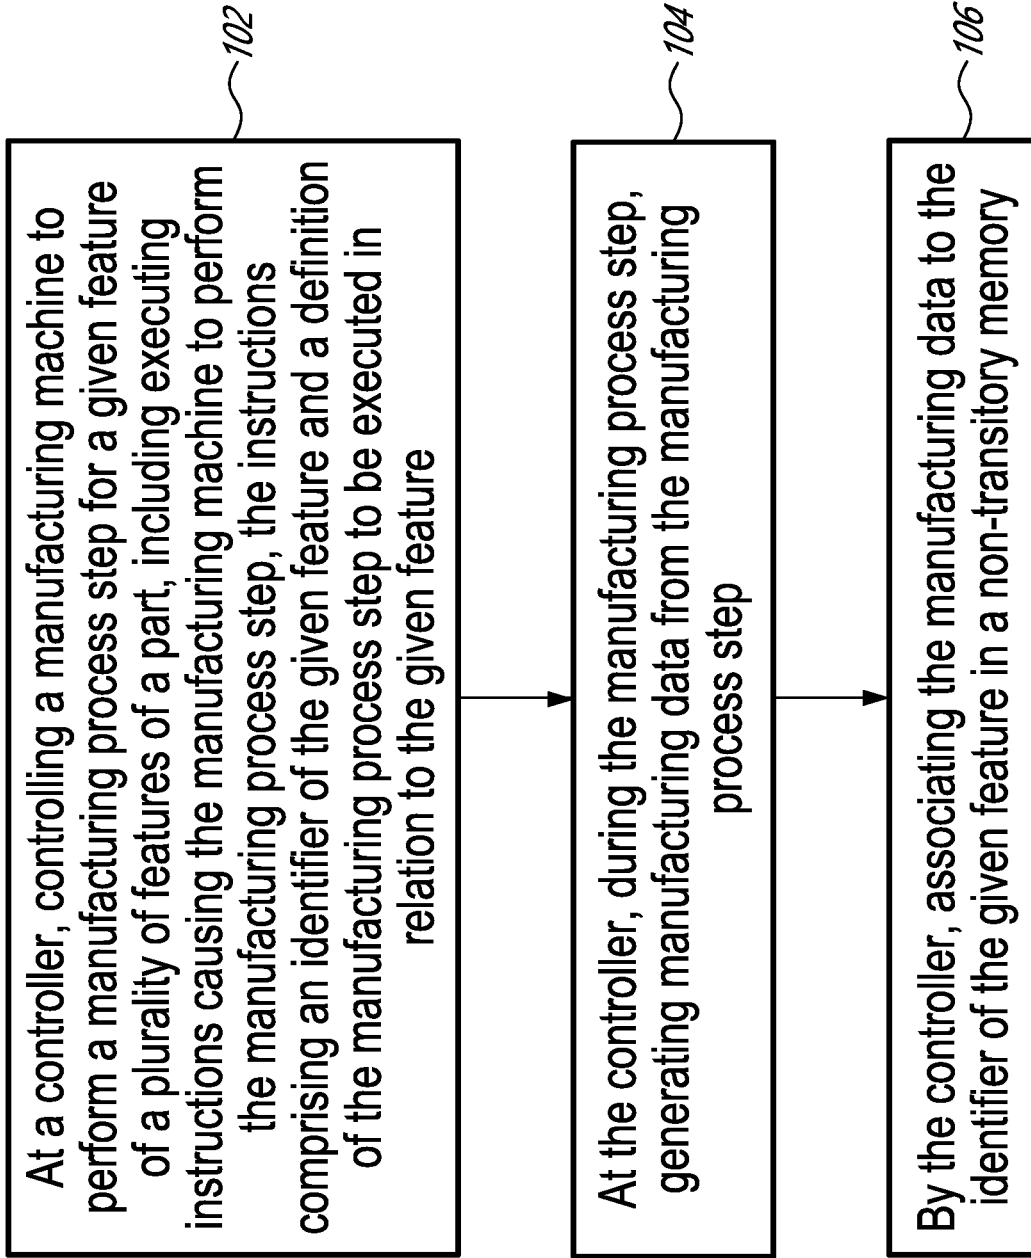 At a controller, controlling a manufacturing machine to
perform a manufacturing process step for a given feature
of a plurality of features of a part, including executing
instructions causing the manufacturing machine to perform
the manufacturing process step, the instructions
comprising an identifier of the given feature and a definition
of the manufacturing process step to be executed in
relation to the given feature
102
At the controller, during the manufacturing process step,
generating manufacturing data from the manufacturing
process step
104
By the controller, associating the manufacturing data to the
identifier of the given feature in a non-transitory memory
106